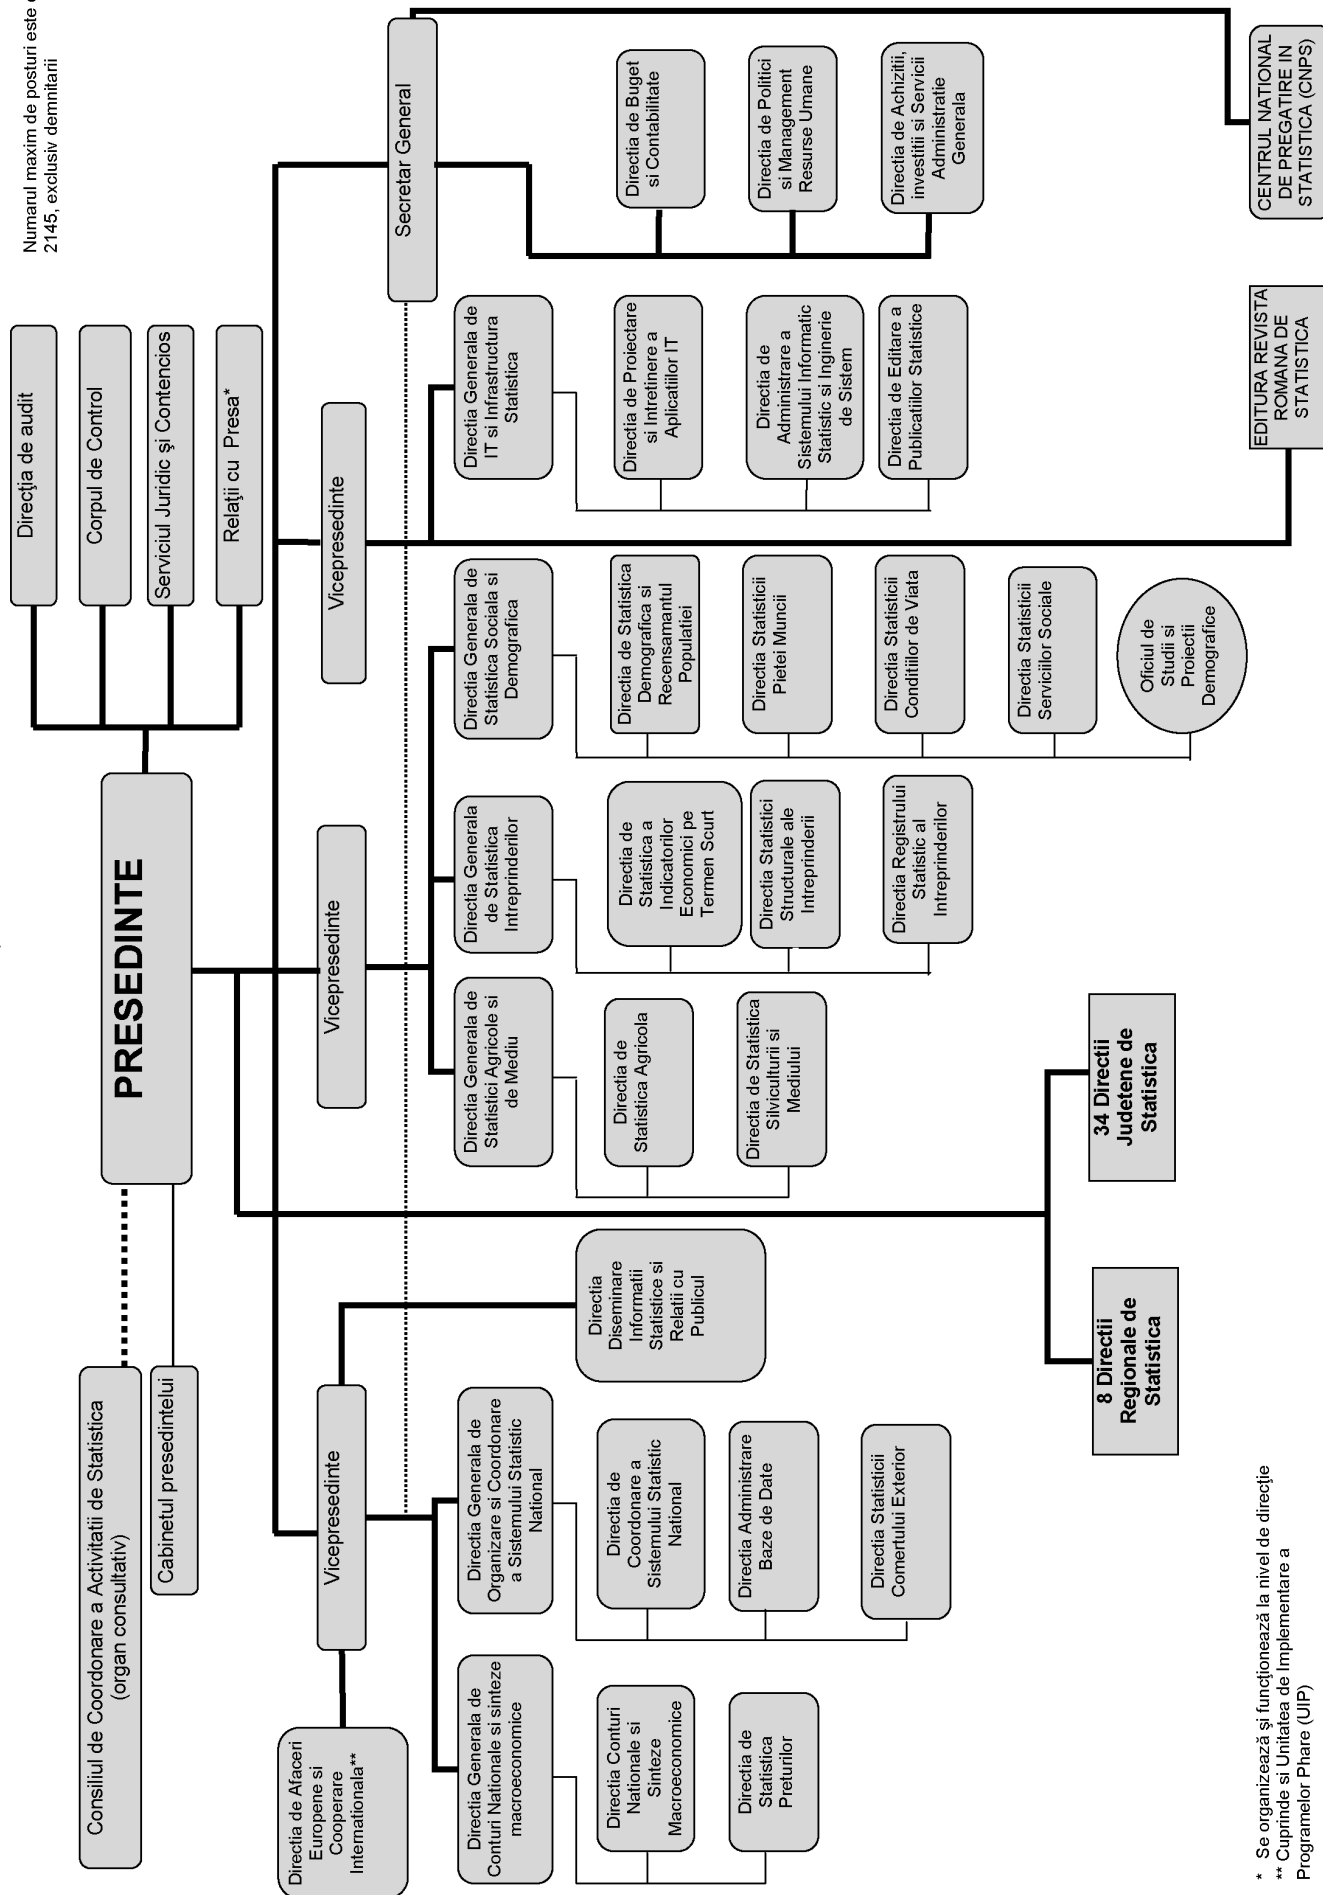 Numarul maxim de posturi este
2145, exclusiv demnitarii
Direcţia de audit
Corpul de Control
Serviciul Juridic şi Contencios
Relaţii cu Presa*
PRESEDINTE
Consiliul de Coordonare a Activitatii de Statistica
(organ consultativ)
Cabinetul presedintelui
Vicepresedinte
Vicepresedinte
Vicepresedinte
Secretar General
Directia de Afaceri
Europene si
Cooperare
Internationala**
Directia Generala de
Conturi Nationale si sinteze
macroeconomice
Directia Conturi
Nationale si
Sinteze
Macroeconomice
Directia de
Statistica
Preturilor
Directia Generala de
Organizare si Coordonare
a Sistemului Statistic
National
Directia de
Coordonare a
Sistemului Statistic
National
Directia Administrare
Baze de Date
Directia Statisticii
Comertului Exterior
Directia
Diseminare
Informatii
Statistice si
Relatii cu
Publicul
Directia Generala de
Statistici Agricole si
de Mediu
Directia de
Statistica Agricola
Directia de Statistica
Silviculturii si
Mediului
Directia Generala
de Statistica
Intreprinderilor
Directia de
Statistica a
Indicatorilor
Economici pe
Termen Scurt
Directia Statistici
Structurale ale
Intreprinderii
Directia Registrului
Statistic al
Intreprinderilor
Directia Generala de
Statistica Sociala si
Demografica
Directia de Statistica
Demografica si
Recensamantul
Populatiei
Directia Statisticii
Pietei Muncii
Directia Statisticii
Conditiilor de Viata
Directia Statisticii
Serviciilor Sociale
Oficiul de
Studii si
Proiectii
Demografice
Directia Generala de
IT si Infrastructura
Statistica
Directia de Proiectare
si Intretinere a
Aplicatiilor IT
Directia de
Administrare a
Sistemului Informatic
Statistic si Inginerie
de Sistem
Directia de Editare a
Publicatiilor Statistice
Directia de Buget
si Contabilitate
Directia de Politici
si Management
Resurse Umane
Directia de Achizitii,
investitii si Servicii
Administratie
Generala
8 Directii
Regionale de
Statistica
34 Directii
Judetene de
Statistica
EDITURA REVISTA
ROMANA DE
STATISTICA
CENTRUL NATIONAL
DE PREGATIRE IN
STATISTICA (CNPS)
* Se organizează şi funcţionează la nivel de direcţie
** Cuprinde si Unitatea de Implementare a
Programelor Phare (UIP)